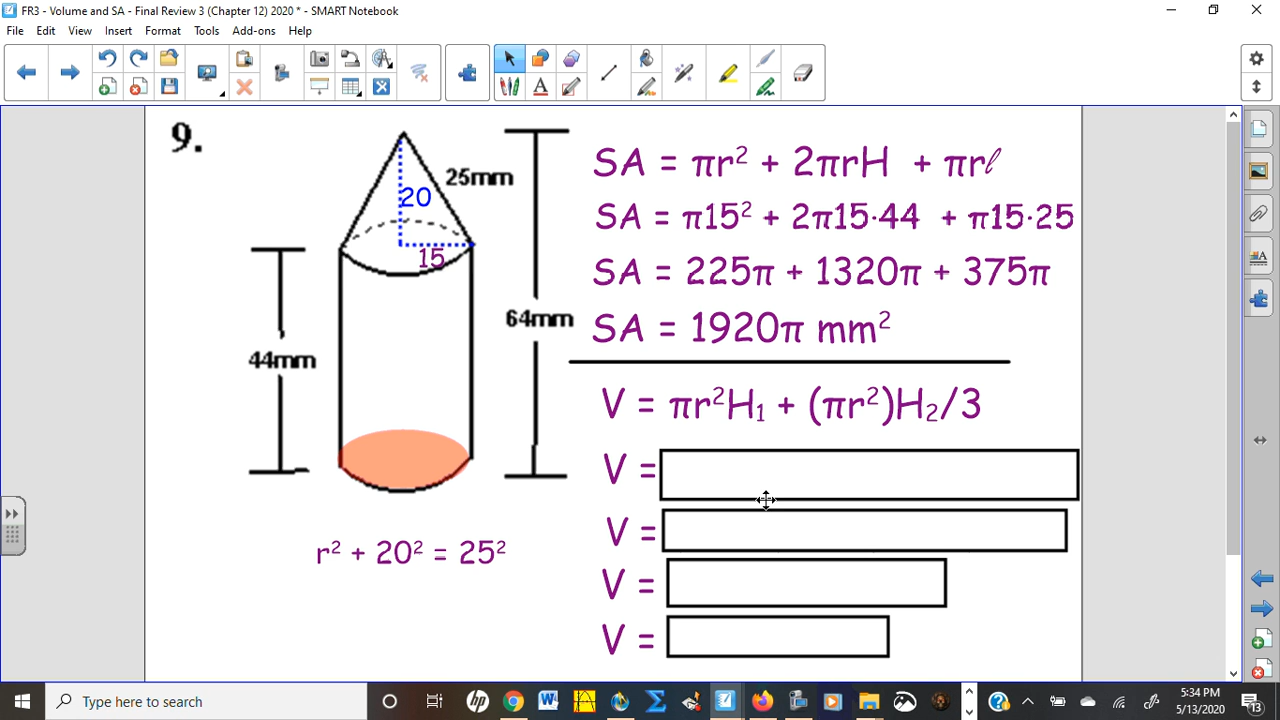 FR3 - Volume and SA - Final Review 3 (Chapter 12) 2020 * - SMART Notebook
File Edit View Insert Format Tools Add-ons Help
9.
25mm
20
15
64mm
44mm
r² + 20² = 25²
SA = πr² + 2πrH + πrℓ
SA = π15² + 2π15·44 + π15·25
SA = 225π + 1320π + 375π
SA = 1920π mm²
V = πr²H₁ + (πr²)H₂/3
V =
V =
V =
V =
Type here to search
5:34 PM
5/13/2020
13